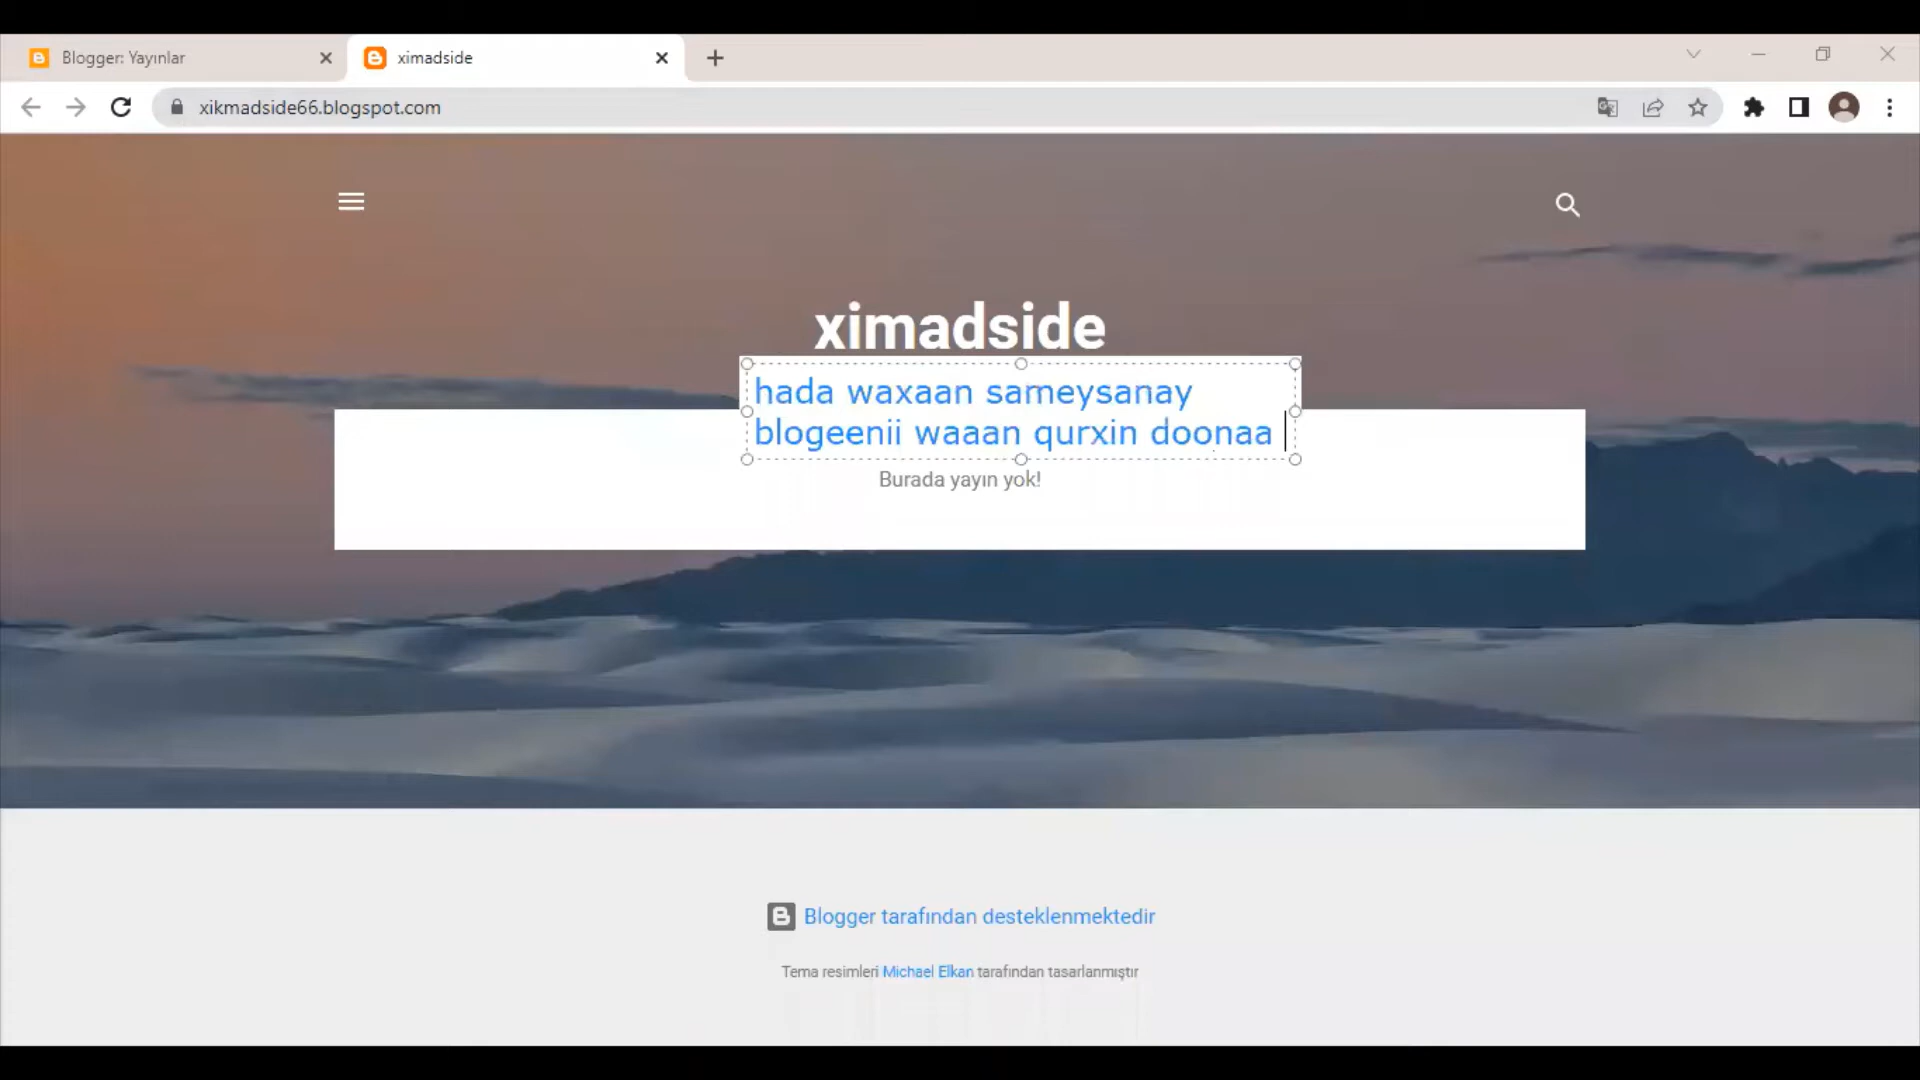 Blogger: Yayınlar
ximadside
xikmadside66.blogspot.com
ximadside
hada waxaan sameysanay
blogeenii waaan qurxin doonaa
Burada yayın yok!
Blogger tarafından desteklenmektedir
Tema resimleri Michael Elkan tarafından tasarlanmıştır